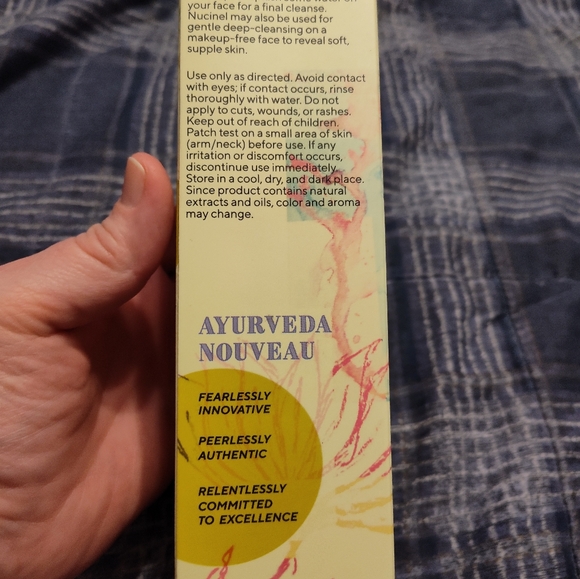 your face for a final cleanse.
Nucinel may also be used for
gentle deep-cleansing on a
makeup-free face to reveal soft,
supple skin.
Use only as directed. Avoid contact
with eyes; if contact occurs, rinse
thoroughly with water. Do not
apply to cuts, wounds, or rashes.
Keep out of reach of children.
Patch test on a small area of skin
(arm/neck) before use. If any
irritation or discomfort occurs,
discontinue use immediately.
Store in a cool, dry, and dark place.
Since product contains natural
extracts and oils, color and aroma
may change.
AYURVEDA
NOUVEAU
FEARLESSLY
INNOVATIVE
PEERLESSLY
AUTHENTIC
RELENTLESSLY
COMMITTED
TO EXCELLENCE